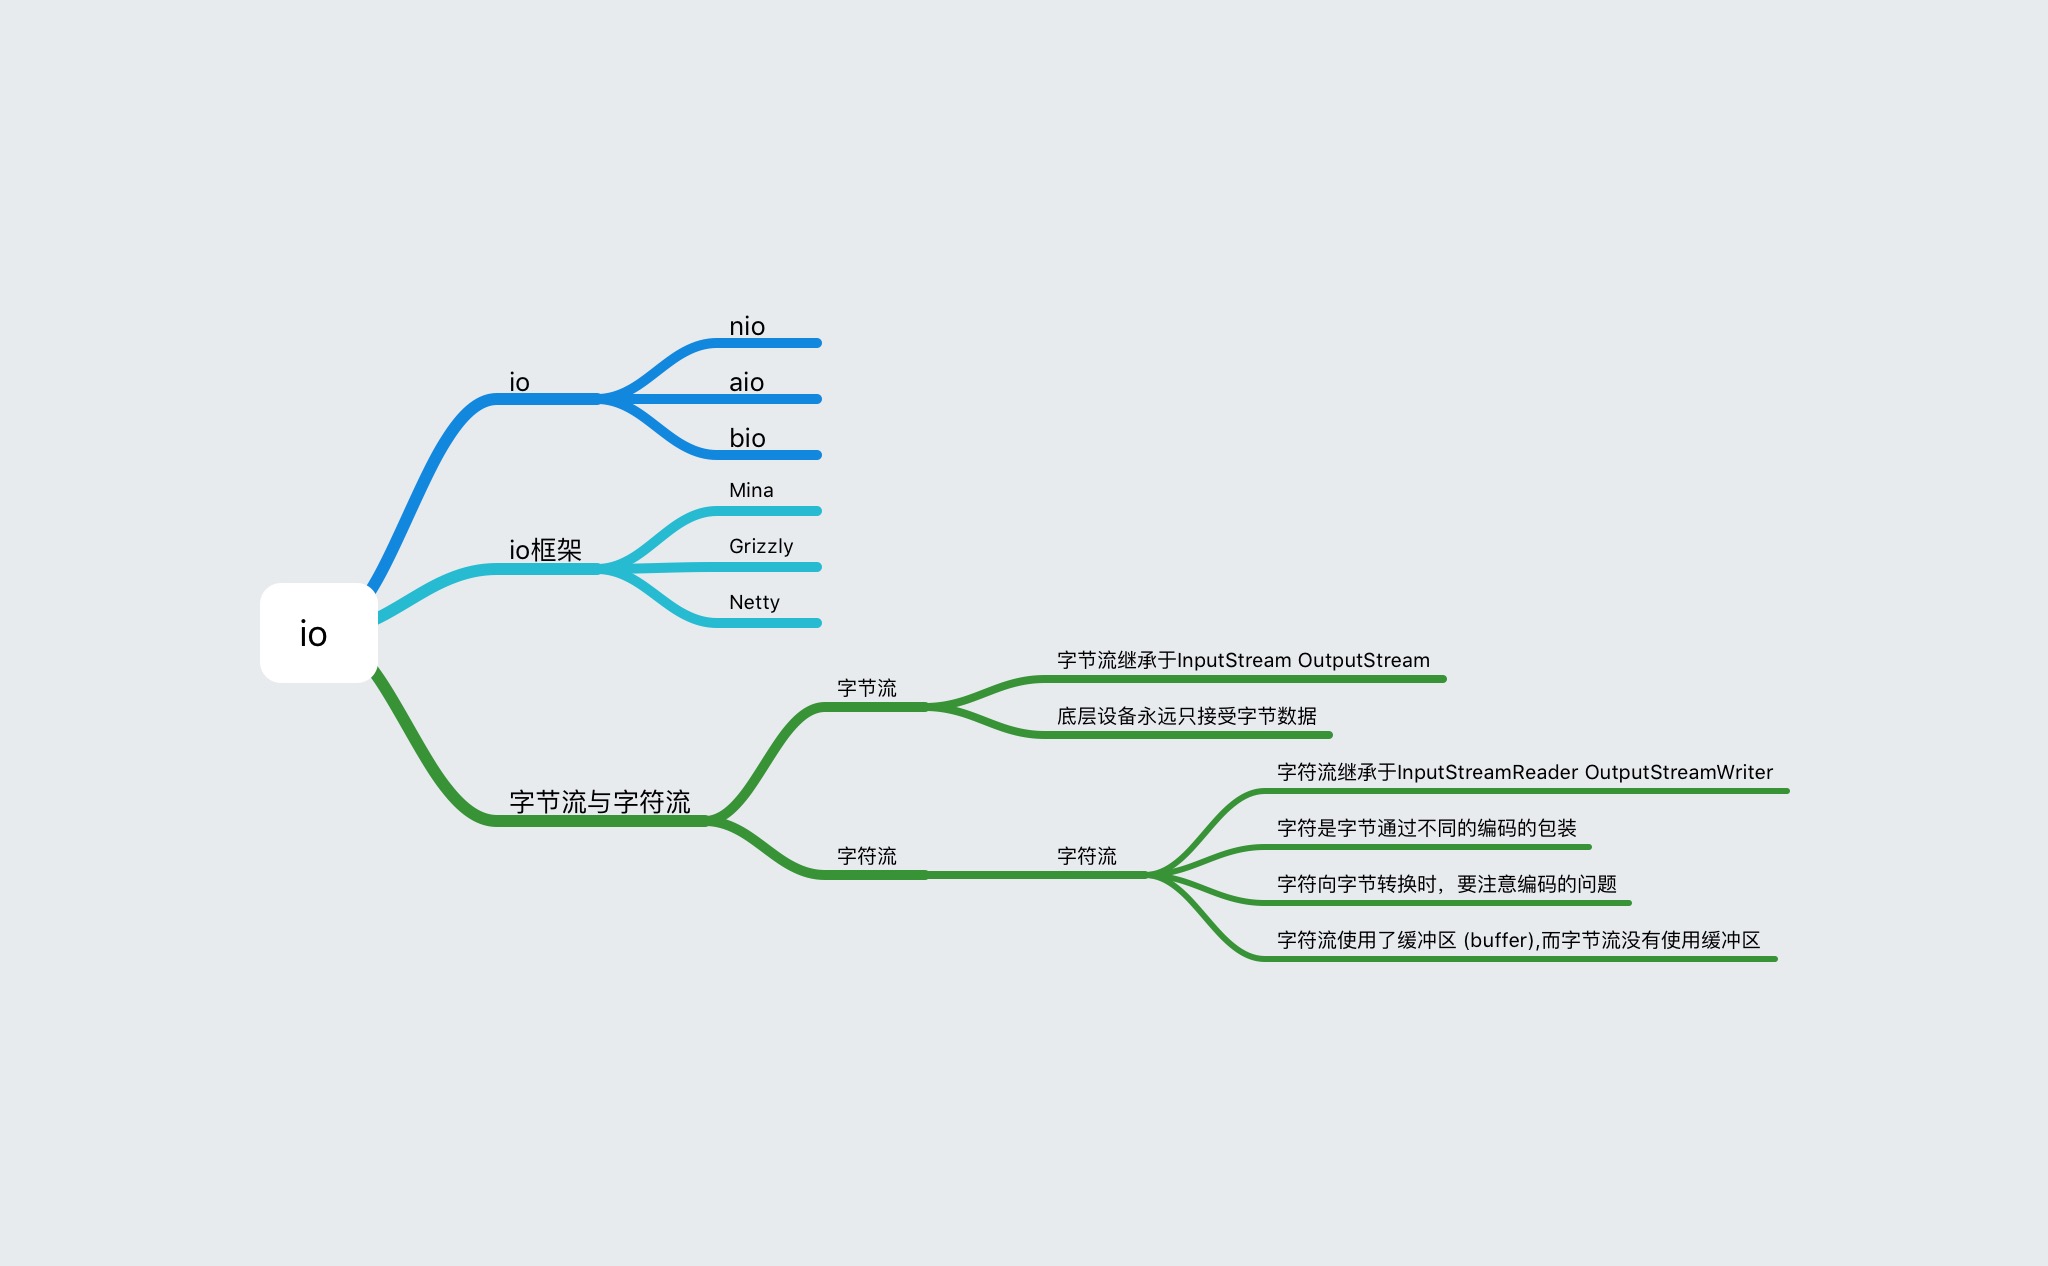 io
io
nio
aio
bio
io框架
Mina
Grizzly
Netty
字节流与字符流
字节流
字节流继承于InputStream OutputStream
底层设备永远只接受字节数据
字符流
字符流
字符流继承于InputStreamReader OutputStreamWriter
字符是字节通过不同的编码的包装
字符向字节转换时，要注意编码的问题
字符流使用了缓冲区 (buffer),而字节流没有使用缓冲区